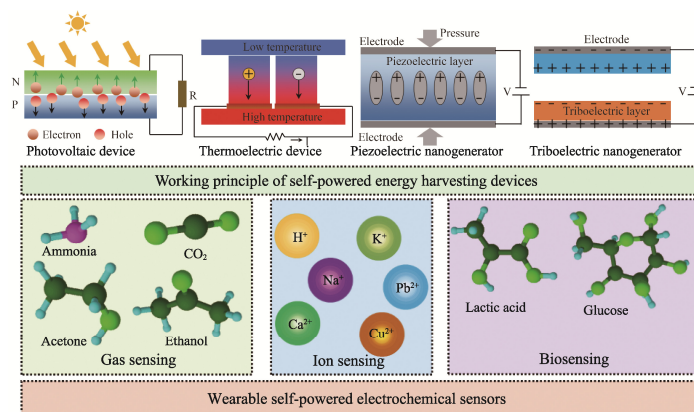 N
P
R
Electron
Hole
Photovoltaic device
Low temperature
+
−
High temperature
I
Thermoelectric device
Pressure
Electrode
Piezoelectric layer
+ + + + + +
− − − − − −
V
Electrode
Piezoelectric nanogenerator
Electrode
Triboelectric layer
V
Triboelectric nanogenerator
Working principle of self-powered energy harvesting devices
Ammonia
CO₂
Acetone
Ethanol
Gas sensing
H⁺
K⁺
Na⁺
Pb²⁺
Ca²⁺
Cu²⁺
Ion sensing
Lactic acid
Glucose
Biosensing
Wearable self-powered electrochemical sensors